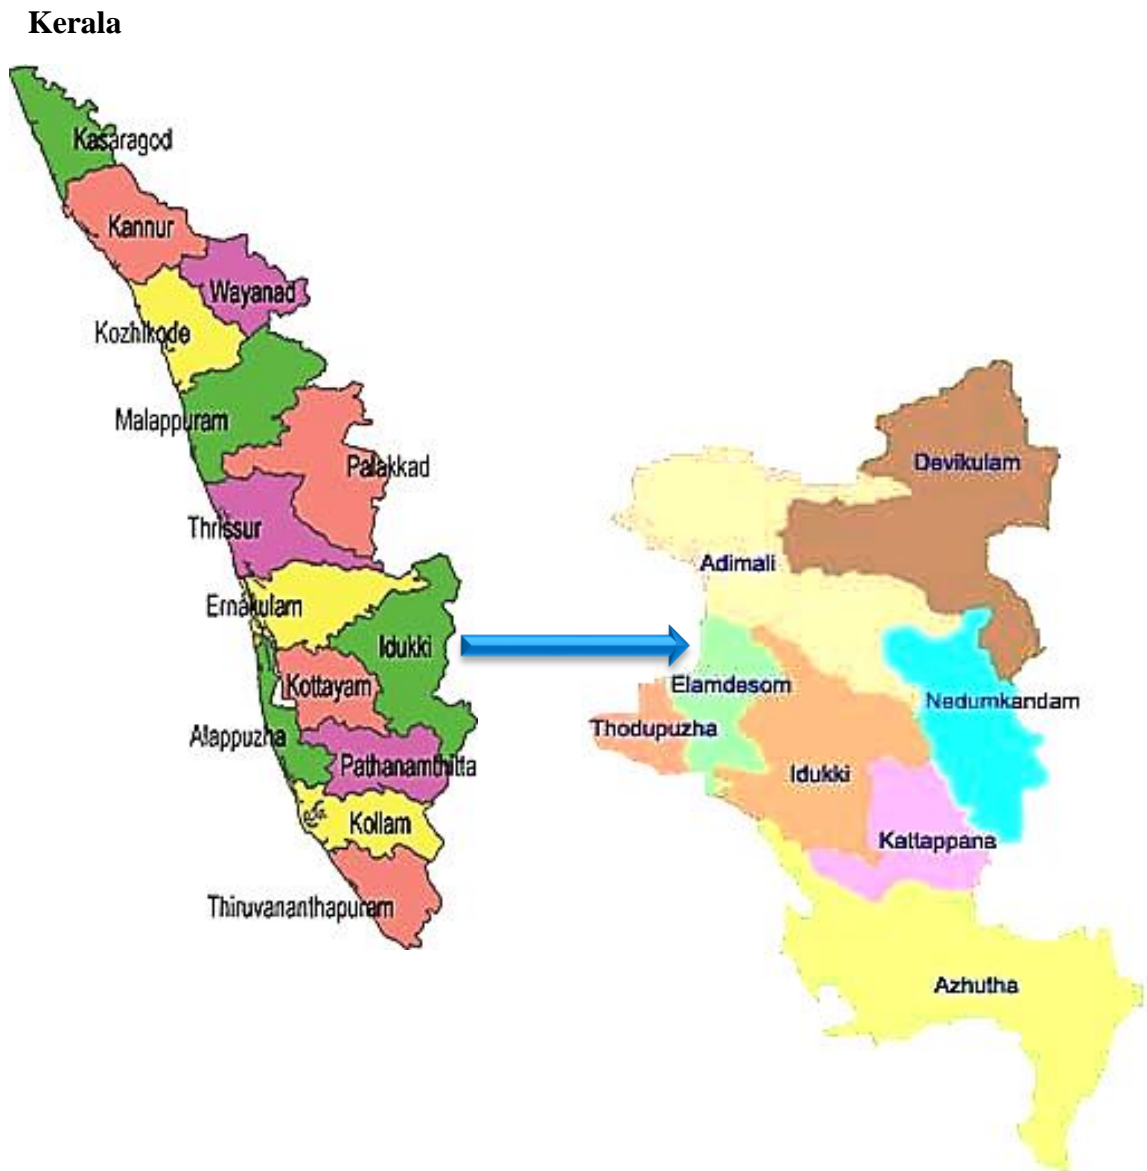 Kerala
Kasaragod
Kannur
Wayanad
Kozhikode
Malappuram
Palakkad
Thrissur
Ernakulam
Idukki
Kottayam
Alappuzha
Pathanamthitta
Kollam
Thiruvananthapuram
Devikulam
Adimali
Elamdesom
Nedumkandam
Thodupuzha
Idukki
Kattappana
Azhutha